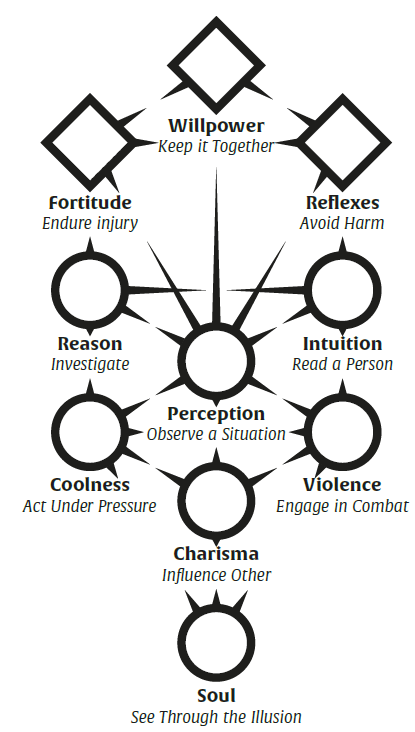 Willpower
Keep it Together
Fortitude
Endure injury
Reflexes
Avoid Harm
Reason
Investigate
Intuition
Read a Person
Perception
Observe a Situation
Coolness
Act Under Pressure
Violence
Engage in Combat
Charisma
Influence Other
Soul
See Through the Illusion